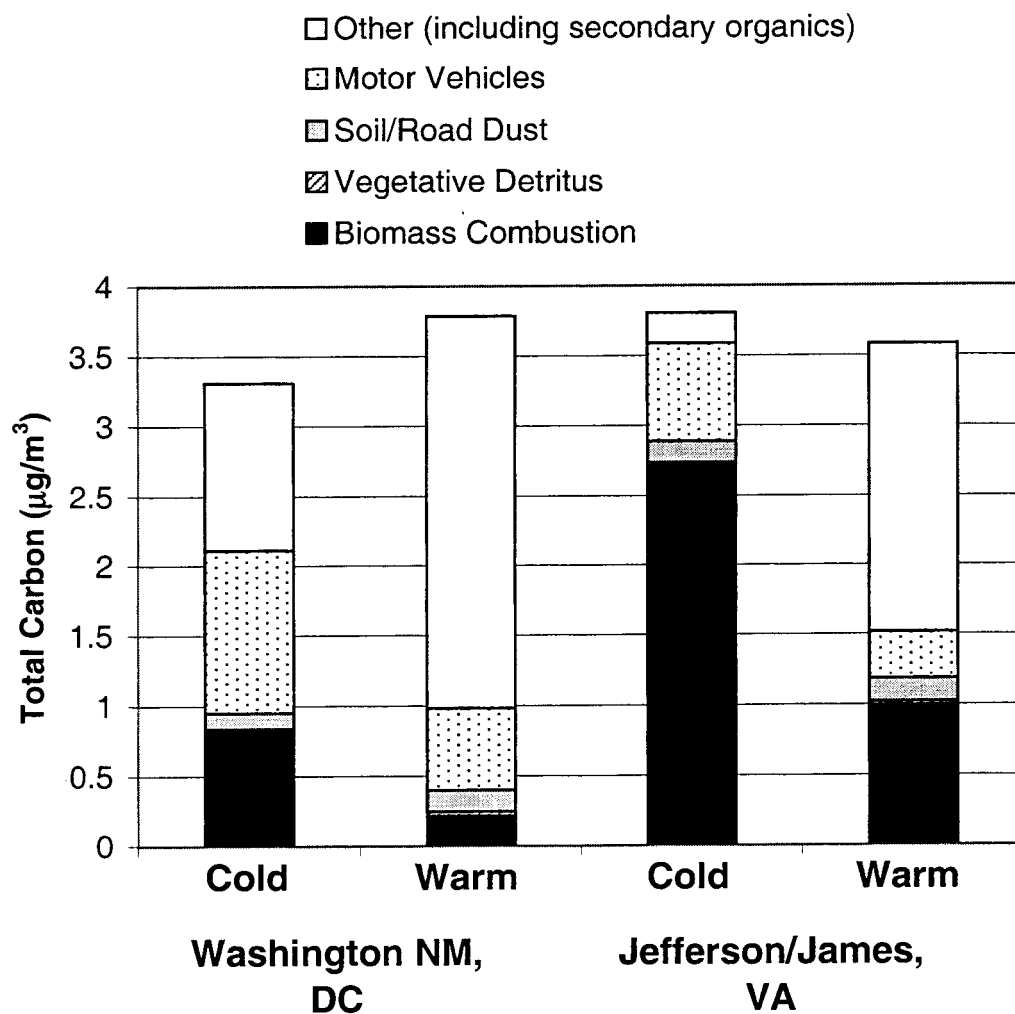 Other (including secondary organics)
Motor Vehicles
Soil/Road Dust
Vegetative Detritus
Biomass Combustion
4
3.5
3
2.5
2
1.5
1
0.5
0
Total Carbon (μg/m³)
Cold Warm Cold Warm
Washington NM, DC
Jefferson/James, VA